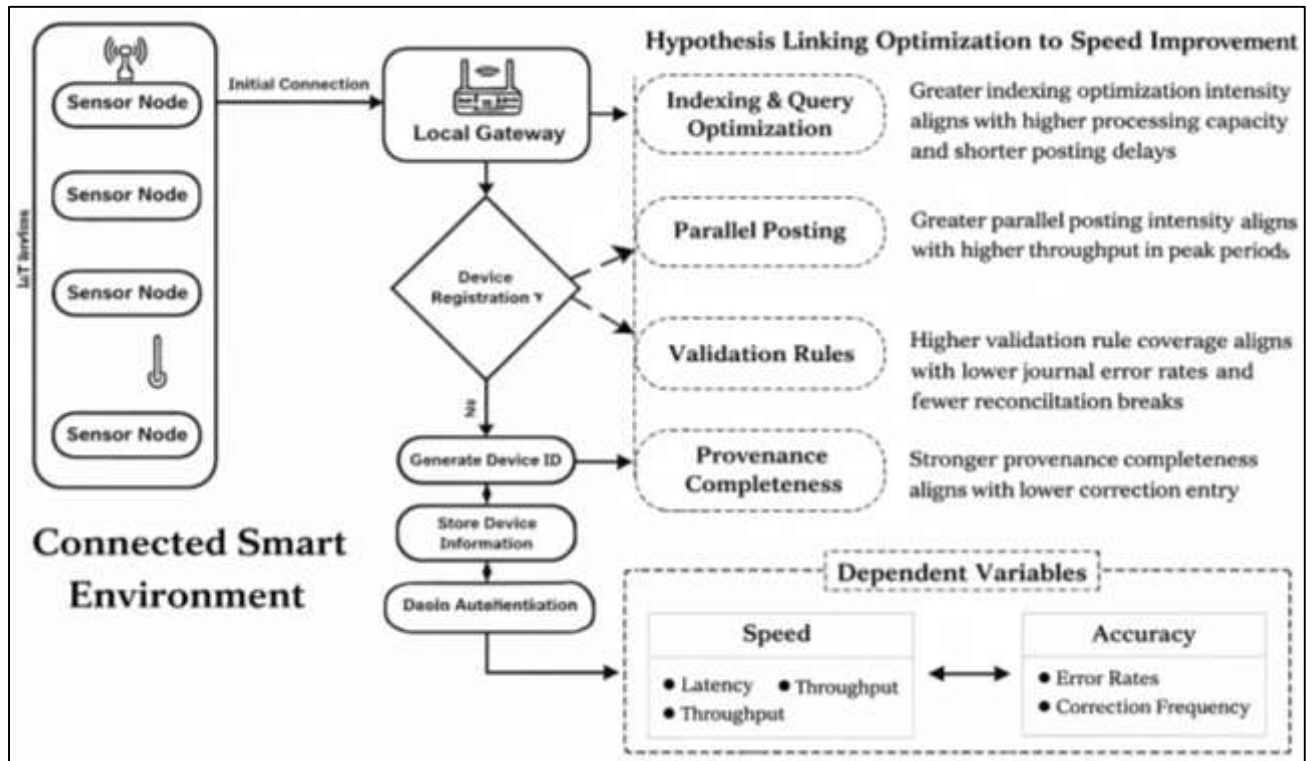 Hypothesis Linking Optimization to Speed Improvement
Sensor Node
Sensor Node
Sensor Node
Sensor Node
Connected Smart
Environment
Initial Connection
Local Gateway
Device
Registration
Generate Device ID
Store Device
Information
Indexing & Query
Optimization
Greater indexing optimization intensity
aligns with higher processing capacity
and shorter posting delays
Parallel Posting
Greater parallel posting intensity aligns
with higher throughput in peak periods
Validation Rules
Higher validation rule coverage aligns
with lower journal error rates and
fewer reconciltation breaks
Provenance
Completeness
Stronger provenance completeness
aligns with lower correction entry
Dependent Variables
Speed
● Latency ● Throughput
● Throughput
Accuracy
● Error Rates
● Correction Frequency